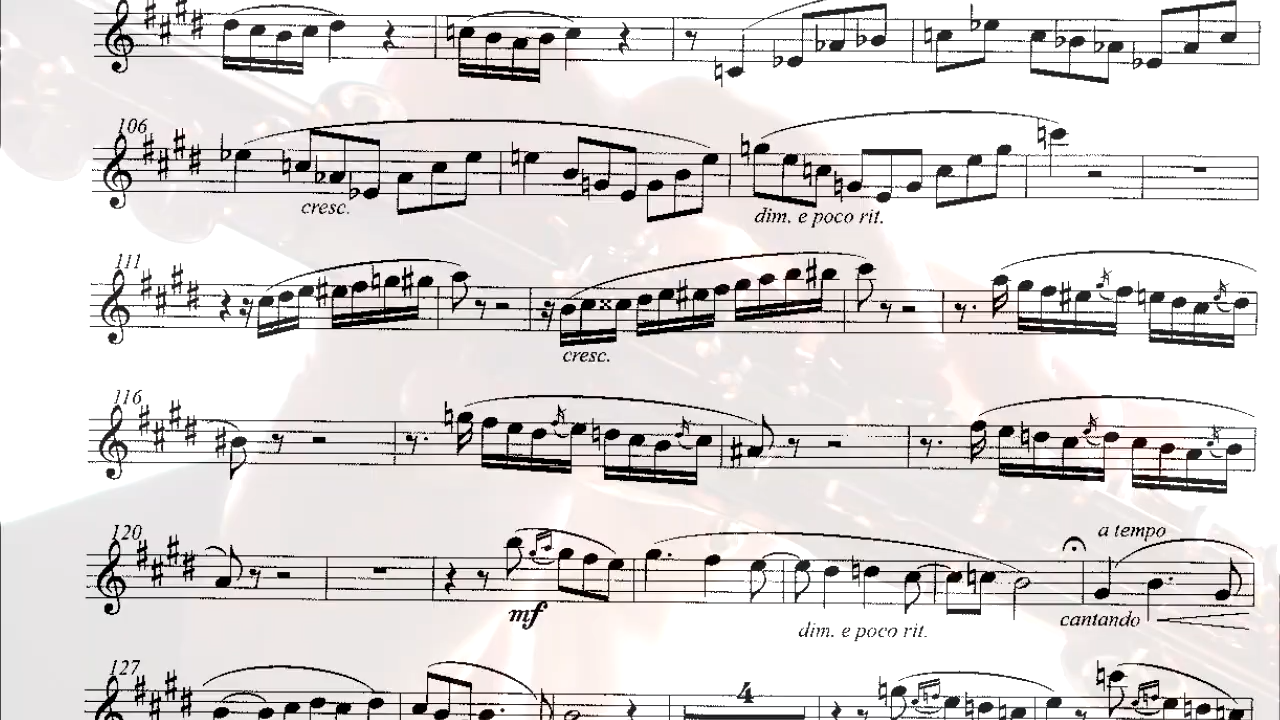 106
cresc.
dim. e poco rit.
111
cresc.
116
120
a tempo
mf
dim. e poco rit.
cantando
127
4